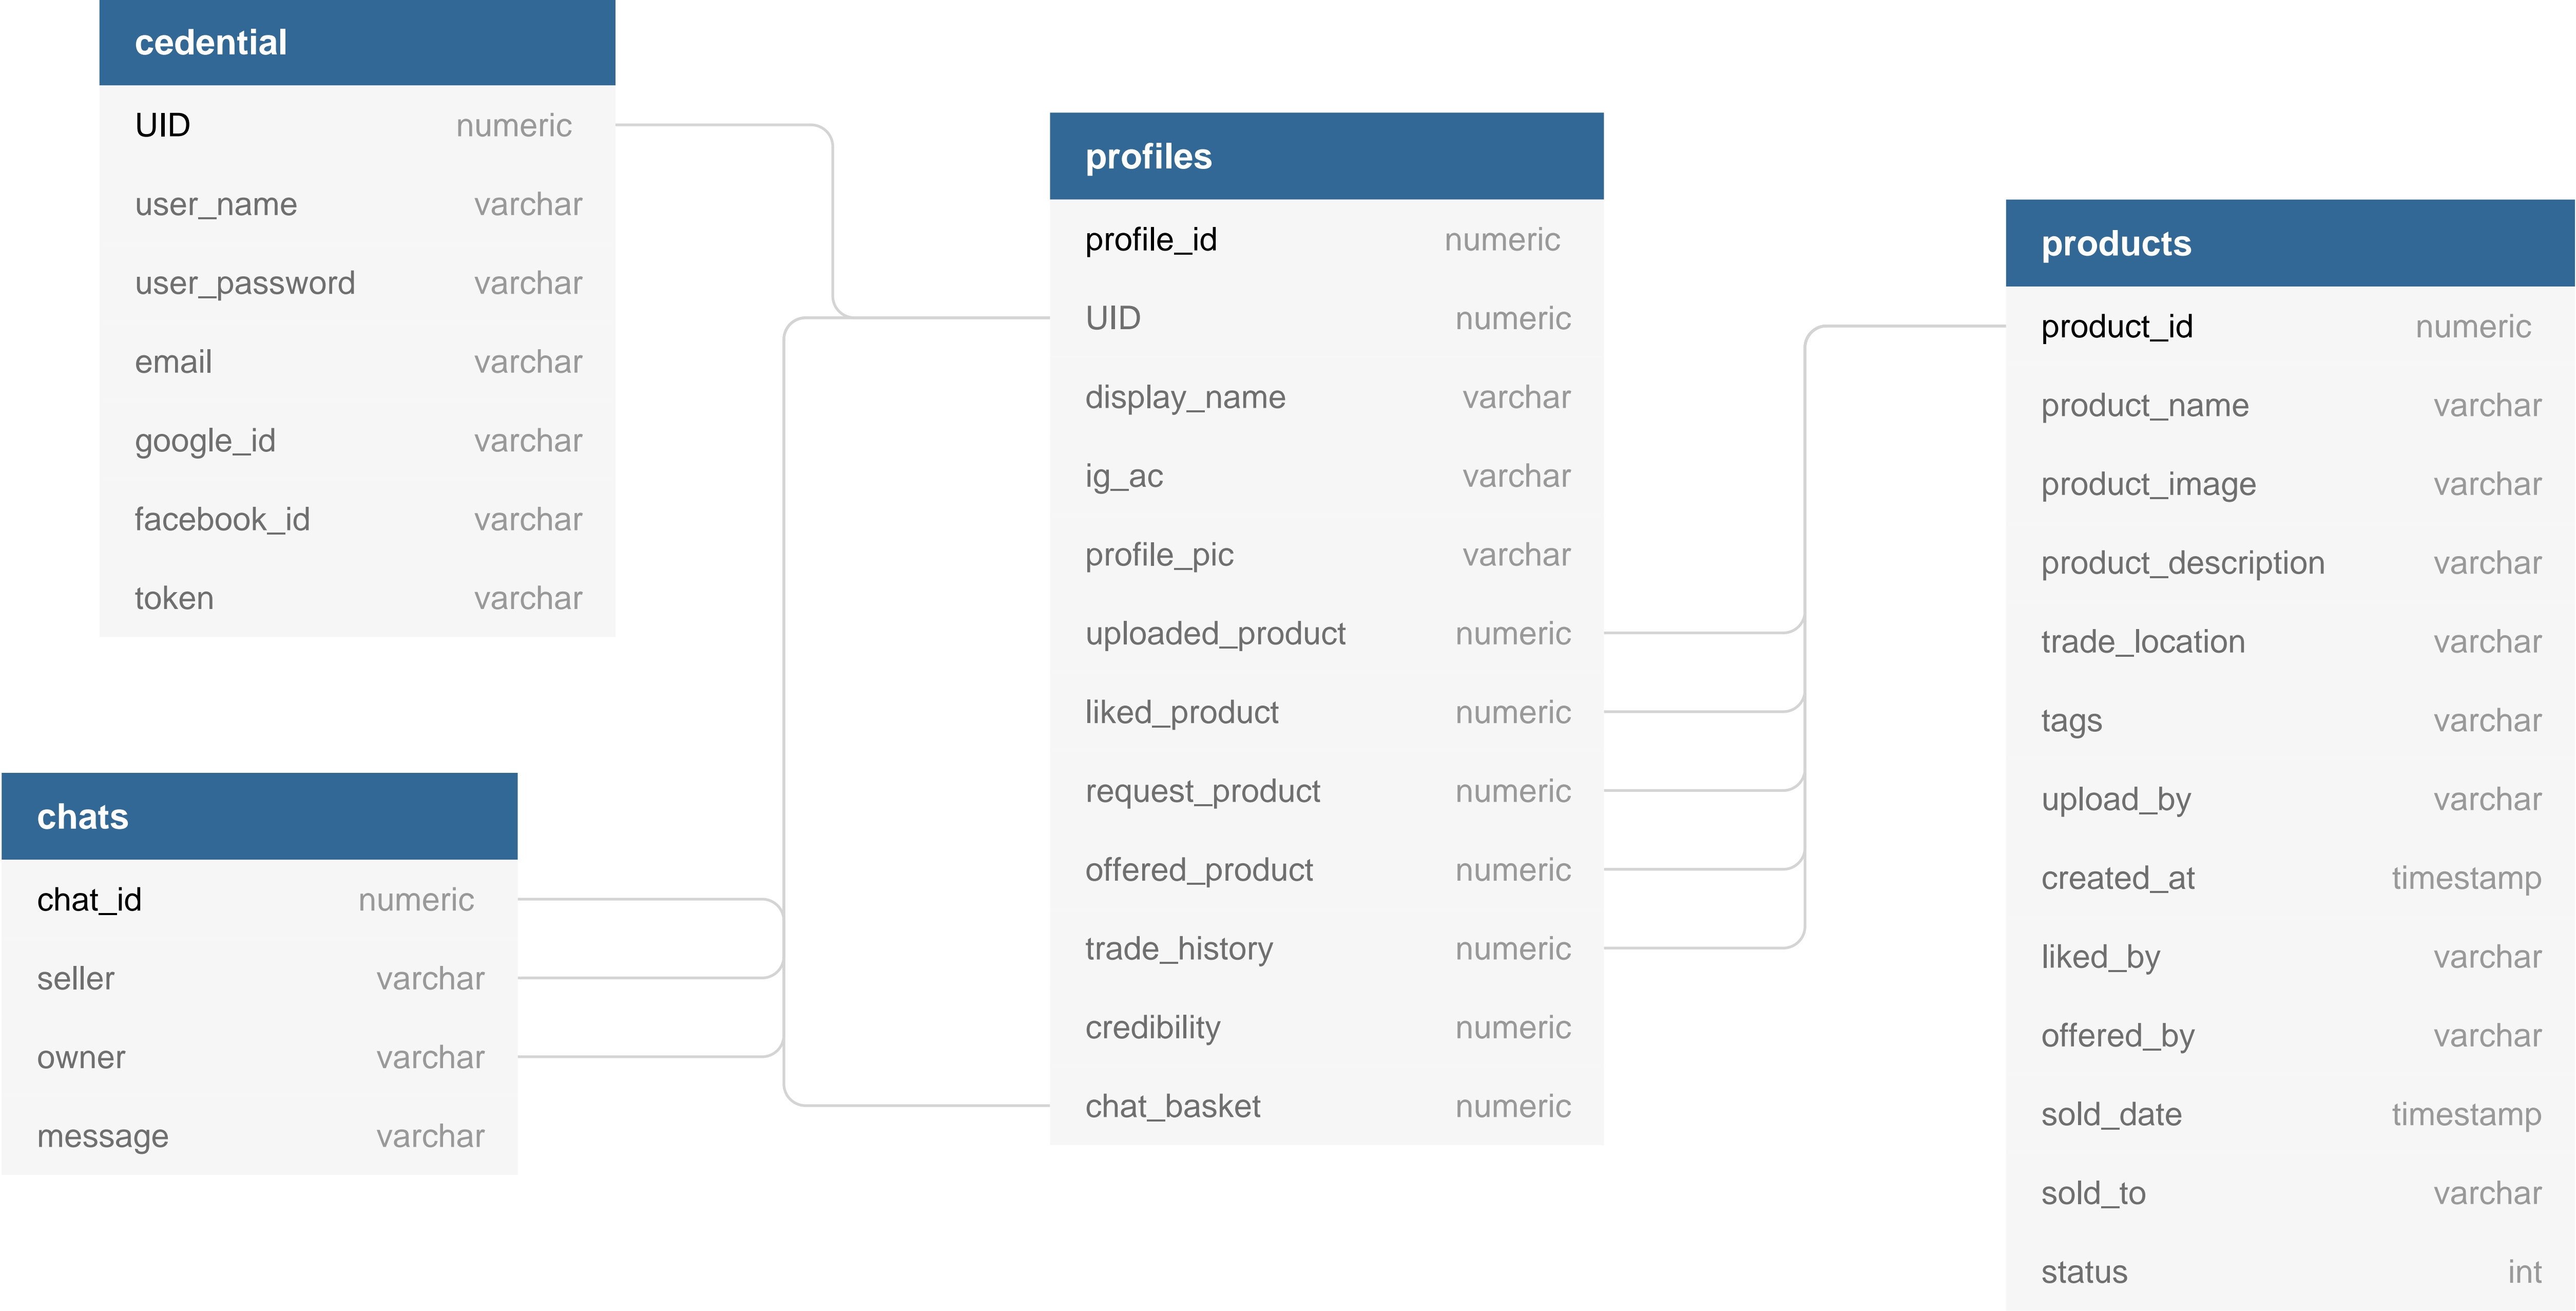 cedential
UID numeric
user_name varchar
user_password varchar
email varchar
google_id varchar
facebook_id varchar
token varchar
chats
chat_id numeric
seller varchar
owner varchar
message varchar
profiles
profile_id numeric
UID numeric
display_name varchar
ig_ac varchar
profile_pic varchar
uploaded_product numeric
liked_product numeric
request_product numeric
offered_product numeric
trade_history numeric
credibility numeric
chat_basket numeric
products
product_id numeric
product_name varchar
product_image varchar
product_description varchar
trade_location varchar
tags varchar
upload_by varchar
created_at timestamp
liked_by varchar
offered_by varchar
sold_date timestamp
sold_to varchar
status int